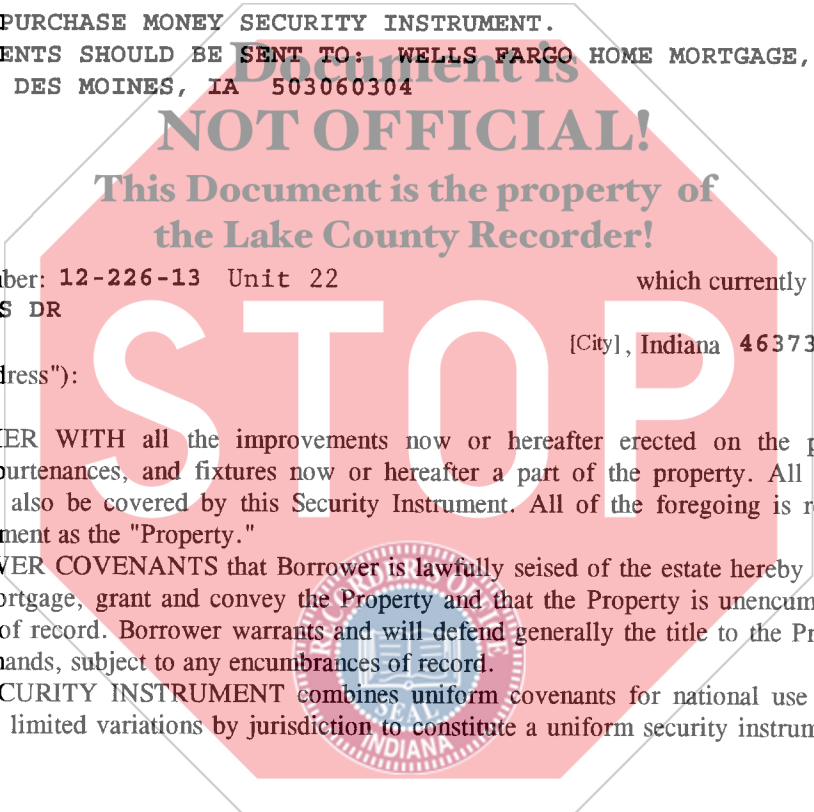 PURCHASE MONEY SECURITY INSTRUMENT.
ENTS SHOULD BE SENT TO: WELLS FARGO HOME MORTGAGE,
DES MOINES, IA 503060304
Document is
NOT OFFICIAL!
This Document is the property of
the Lake County Recorder!
ber: 12-226-13 Unit 22 which currently
S DR
[City], Indiana 46373
dress"):
STOP
ER WITH all the improvements now or hereafter erected on the p
ourtenances, and fixtures now or hereafter a part of the property. All
also be covered by this Security Instrument. All of the foregoing is r
ment as the "Property."
VER COVENANTS that Borrower is lawfully seised of the estate hereby
ortgage, grant and convey the Property and that the Property is unencum
of record. Borrower warrants and will defend generally the title to the Pr
nands, subject to any encumbrances of record.
CURITY INSTRUMENT combines uniform covenants for national use
limited variations by jurisdiction to constitute a uniform security instrum
RECORDER'S OFFICE
SEAL
INDIANA